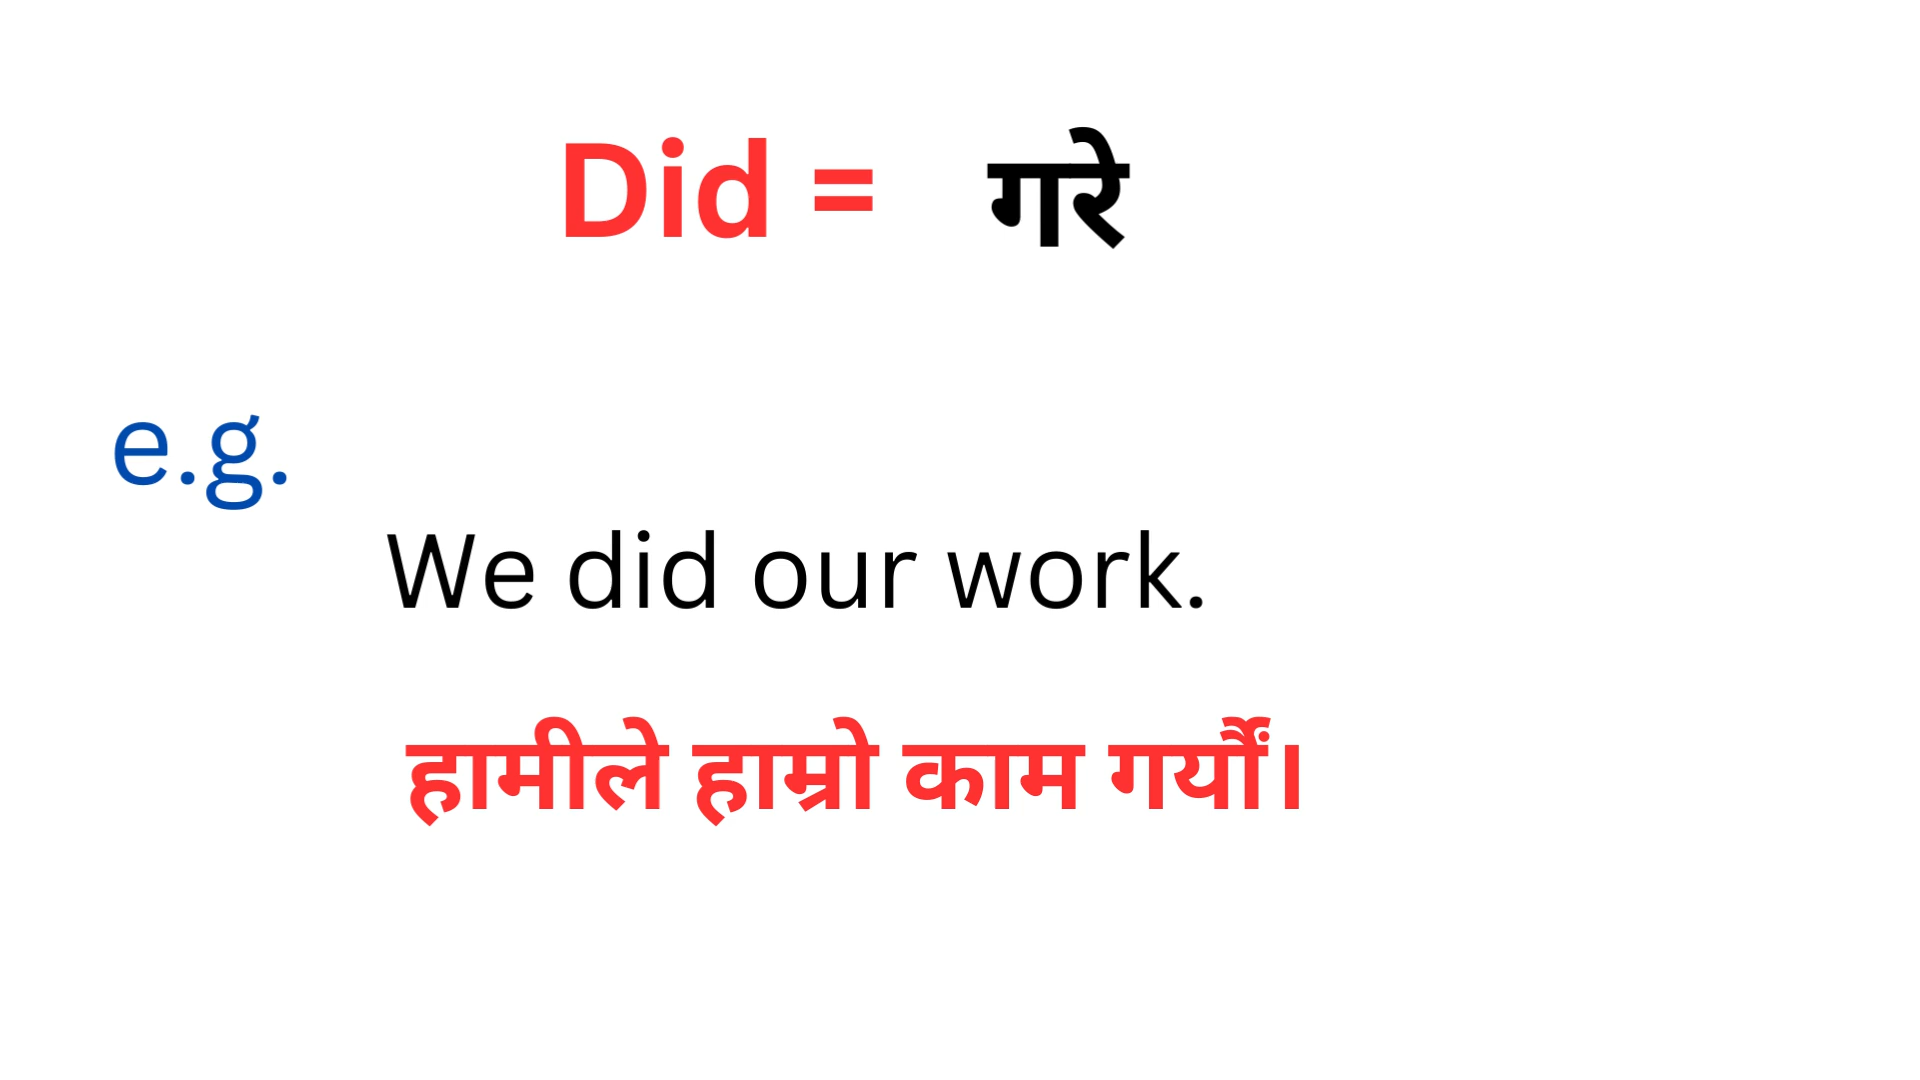 Did = गरे
e.g.
We did our work.
हामीले हाम्रो काम गर्यौं।